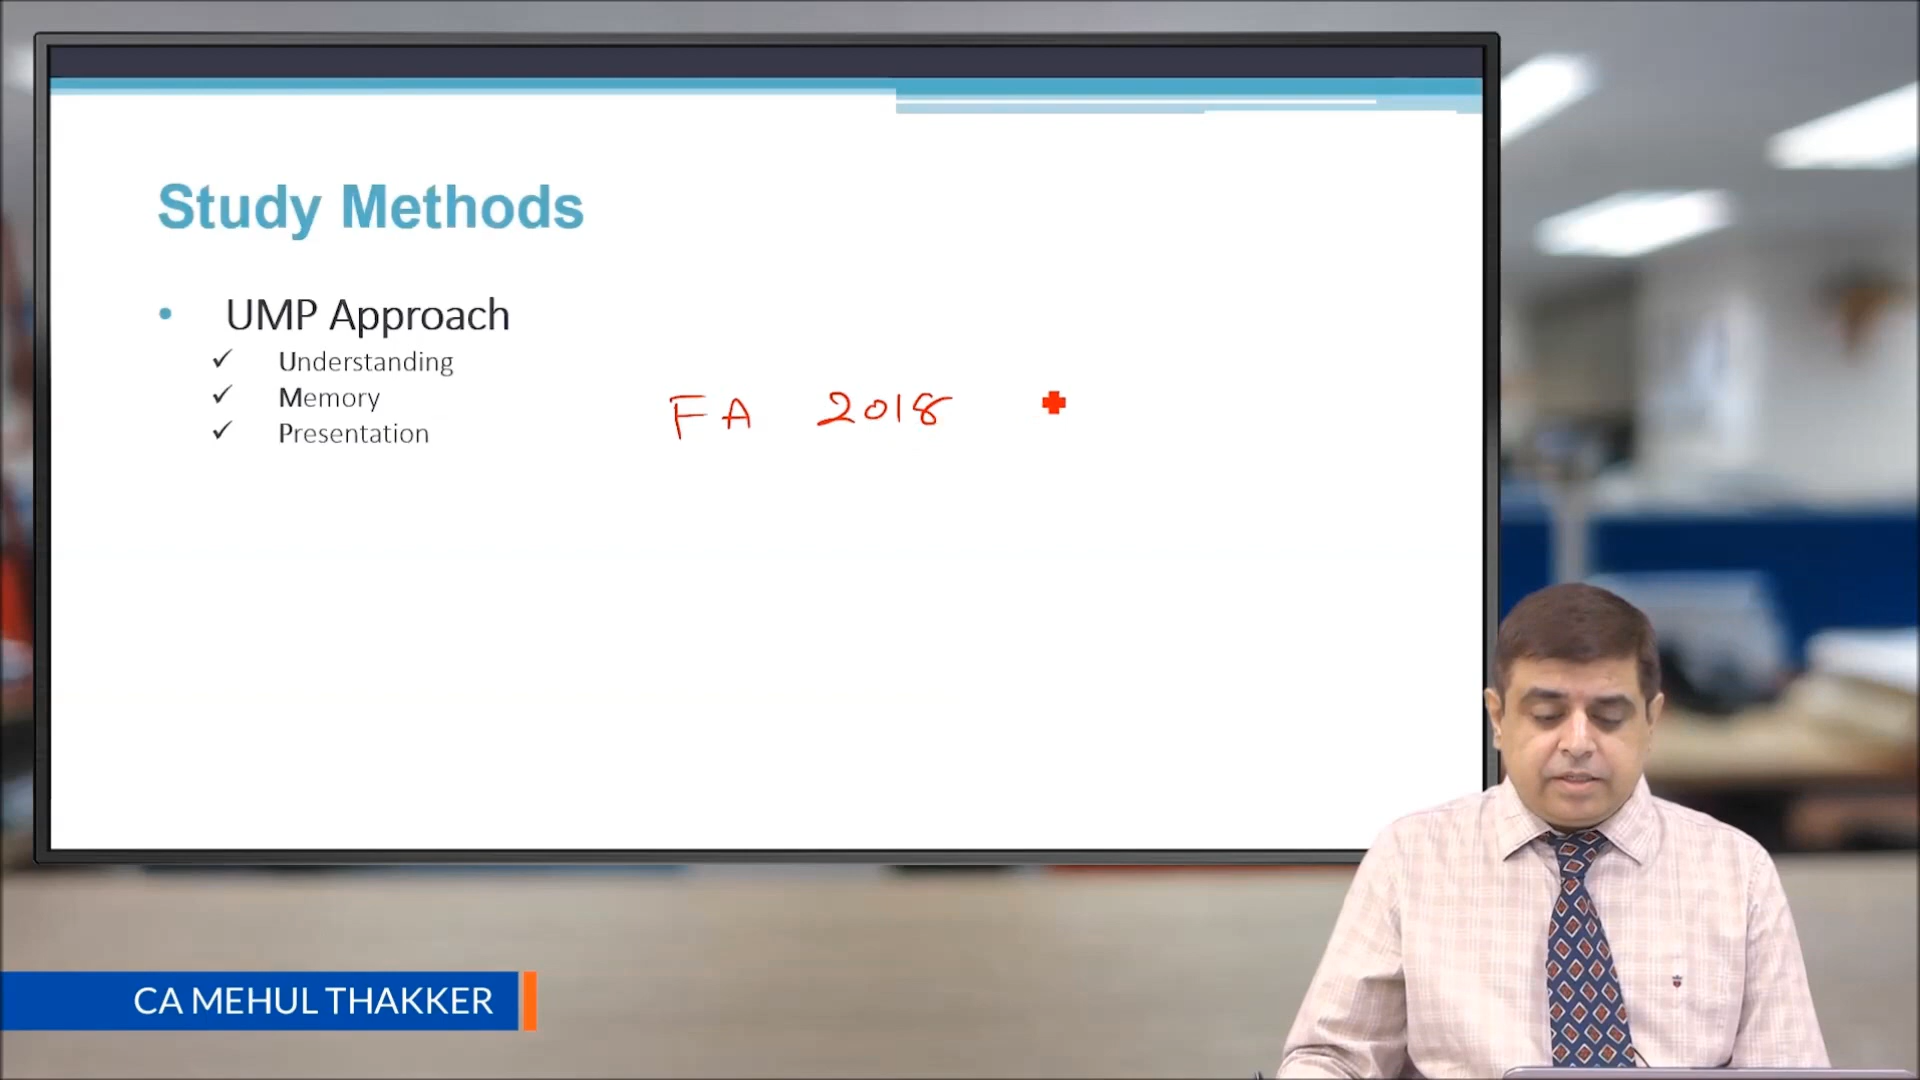 Study Methods
• UMP Approach
✓ Understanding
✓ Memory
✓ Presentation
FA 2018
CA MEHUL THAKKER